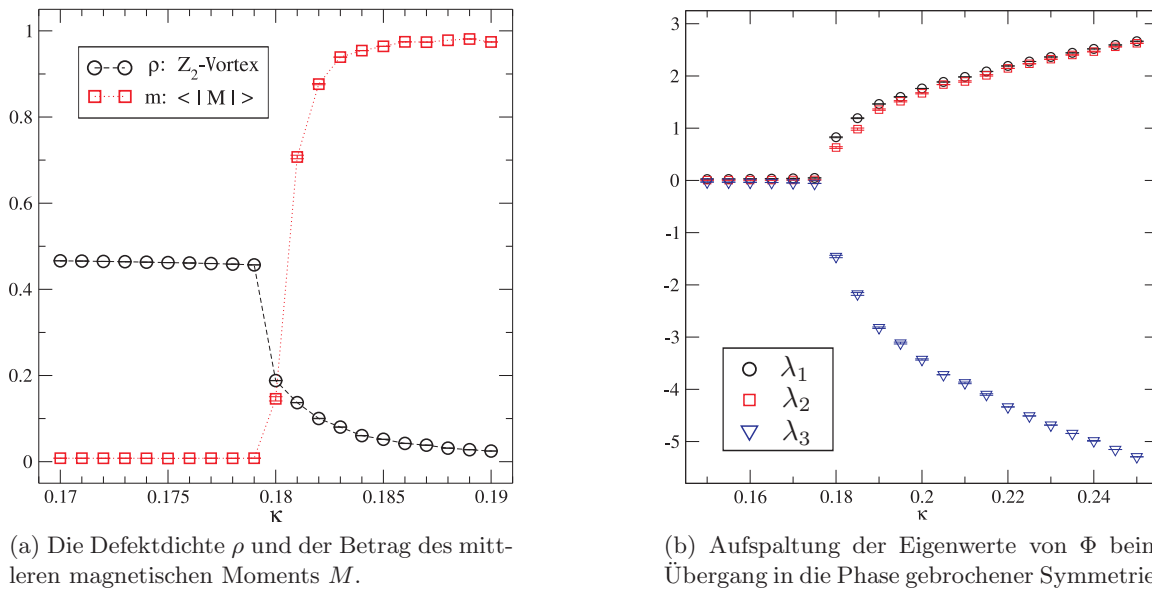 1
0.8
0.6
0.4
0.2
0
ρ: Z₂-Vortex
m: < | M | >
0.17 0.175 0.18 0.185 0.19
κ
(a) Die Defektdichte ρ und der Betrag des mitt-
leren magnetischen Moments M.
3
2
1
0
-1
-2
-3
-4
-5
λ₁
λ₂
λ₃
0.16 0.18 0.2 0.22 0.24
κ
(b) Aufspaltung der Eigenwerte von Φ beim
Übergang in die Phase gebrochener Symmetrie